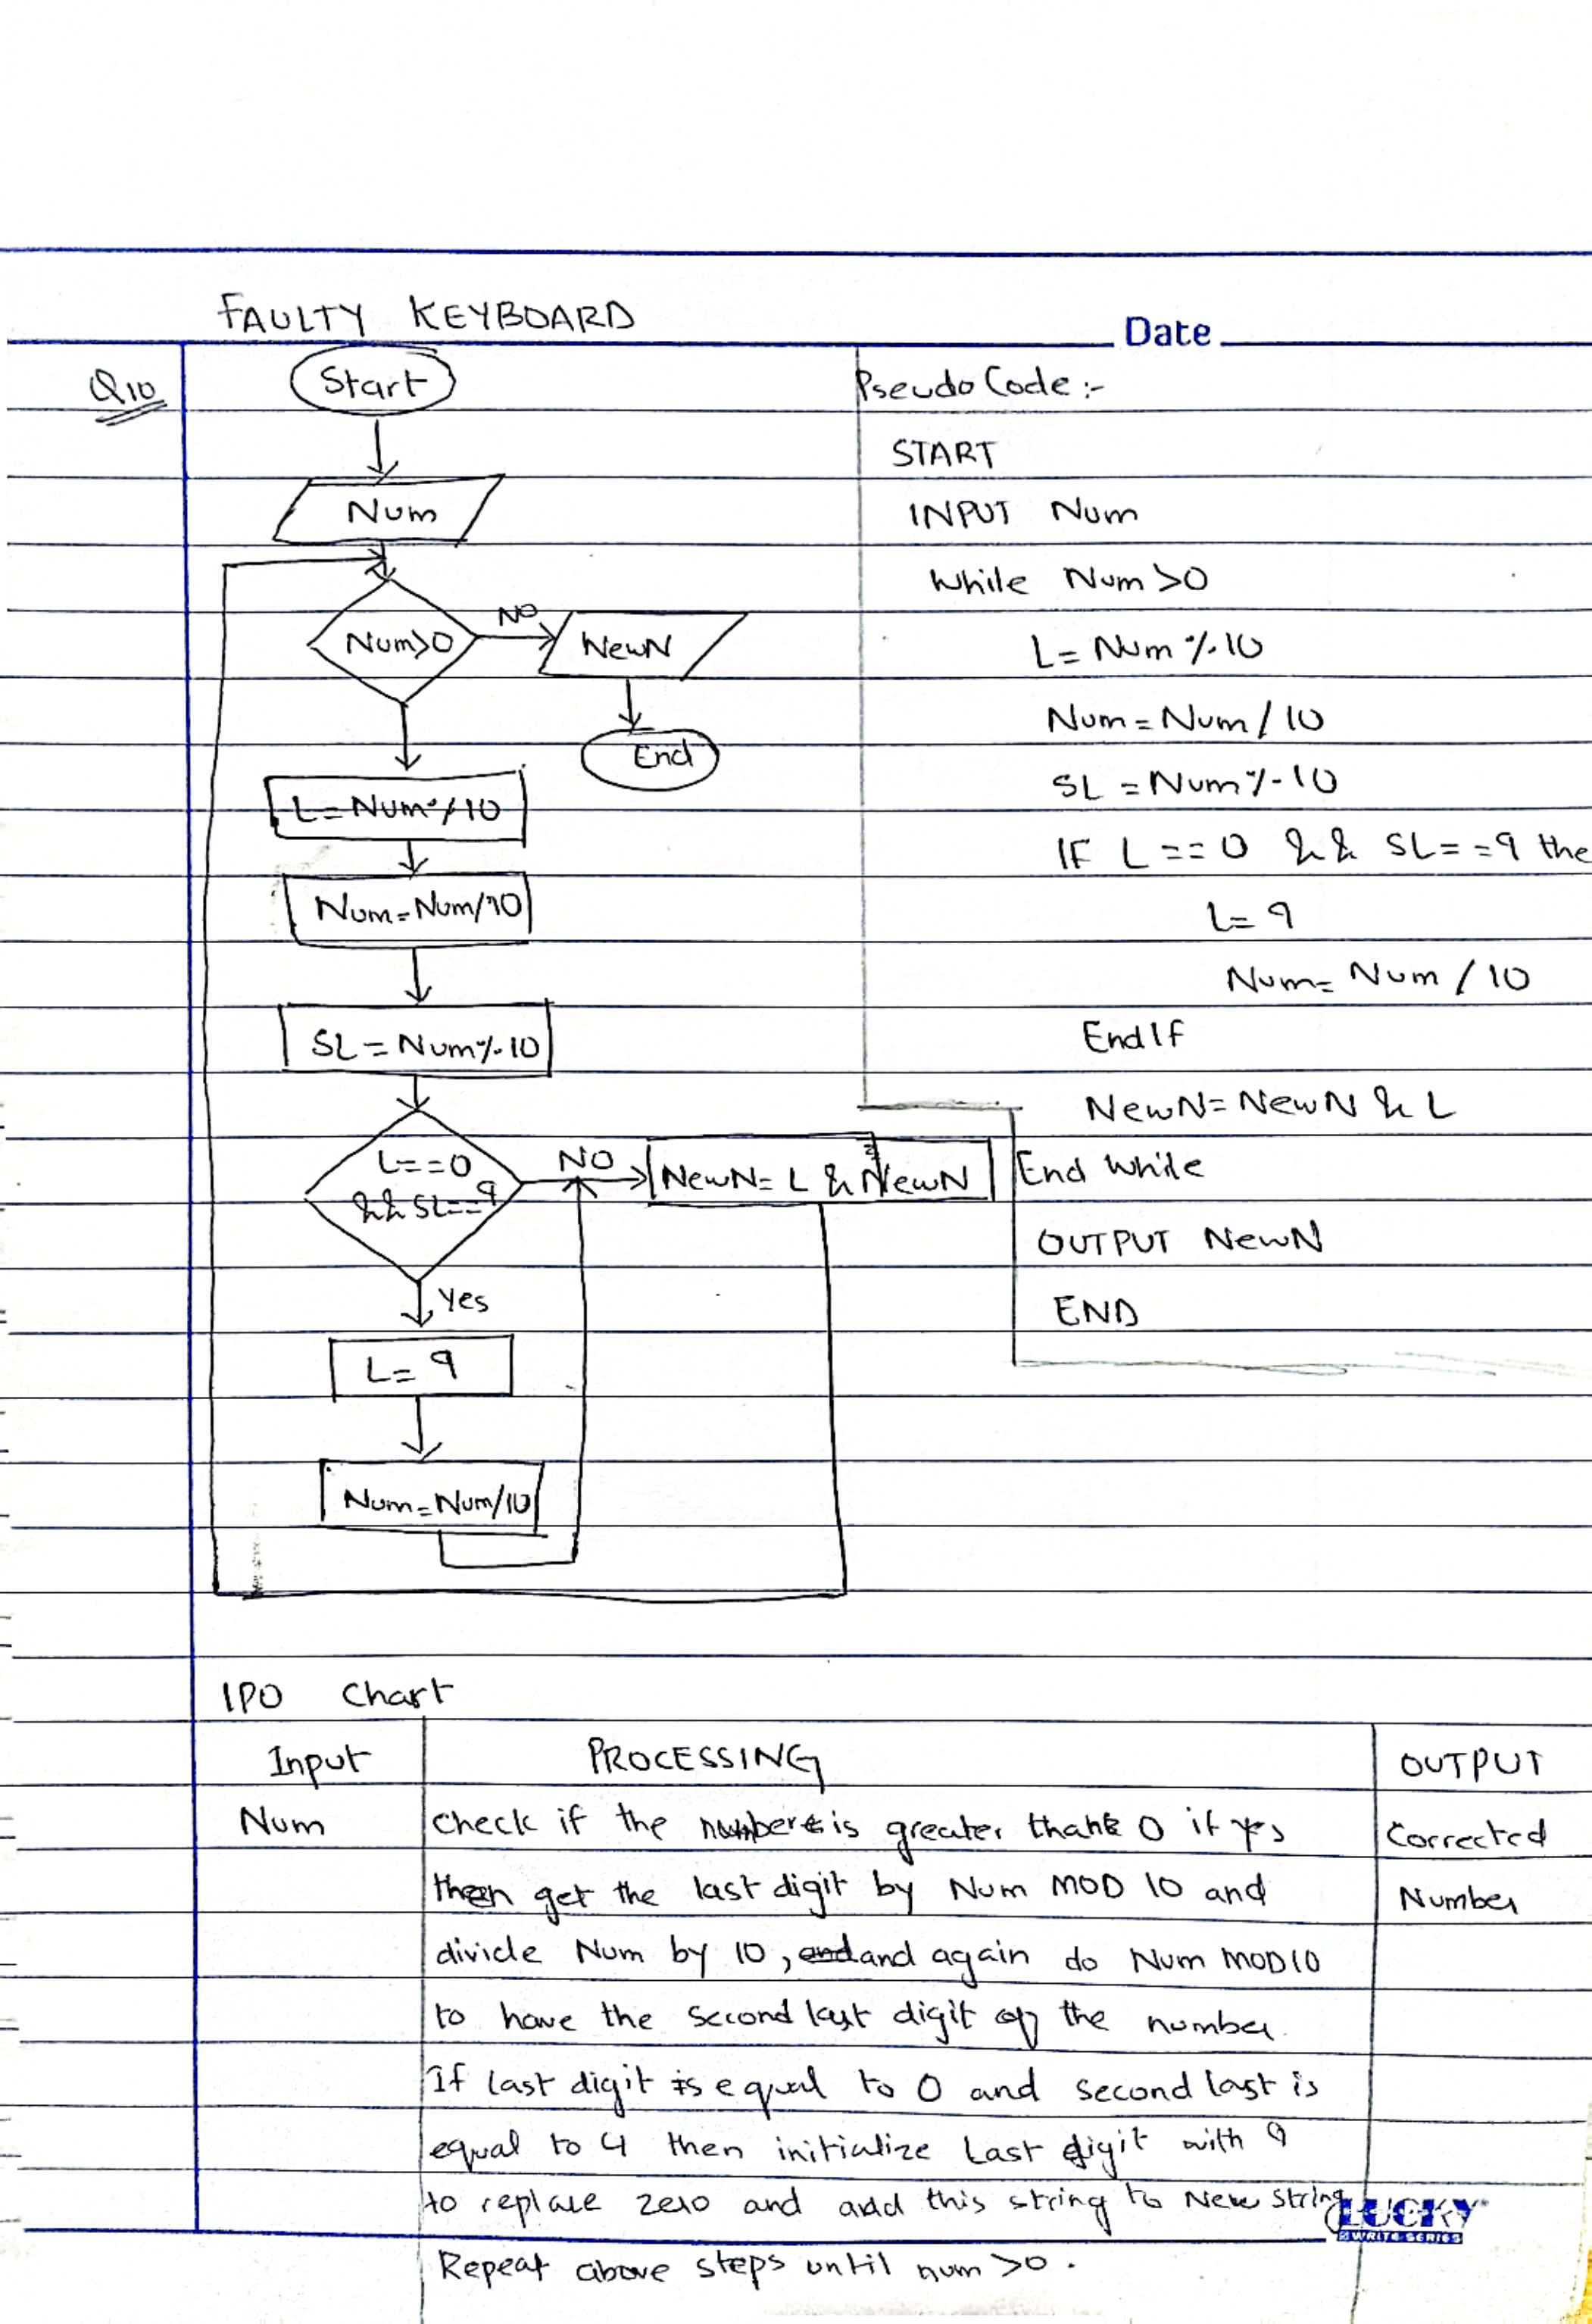 FAULTY KEYBOARD
Date
Q10
Start
Num
Num>0
NO
NewN
End
L=Num%10
Num=Num/10
SL=Num%10
L==0
&& SL==9
NO
NewN= L & NewN
Yes
L= 9
Num=Num/10
Pseudo Code :-
START
INPUT Num
While Num>0
L=Num%10
Num=Num/10
SL=Num%10
IF L==0 && SL==9 the
L=9
Num=Num/10
End If
NewN=NewN & L
End While
OUTPUT NewN
END
IPO Chart
Input PROCESSING OUTPUT
Num Check if the number is greater than 0 if yes Corrected
then get the last digit by Num MOD 10 and Number
divide Num by 10, and again do Num MOD10
to have the second last digit of the number.
If last digit is equal to 0 and second last is
equal to 4 then initialize Last digit with 9
to replace zero and add this string to New string
LUCKY
WRITE SERIES
Repeat above steps until num >0.